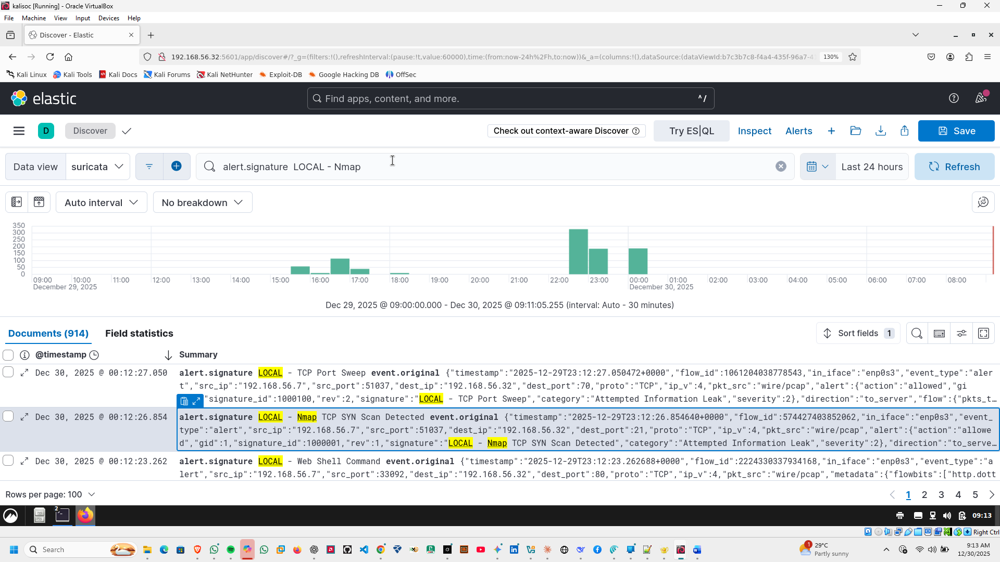 kalisoc [Running] - Oracle VirtualBox
File Machine View Input Devices Help
Discover - Elastic
192.168.56.32:5601/app/discover#/?_g=(filters:!(),refreshInterval:(pause:!t,value:60000),time:(from:now-24h%2Fh,to:now))&_a=(columns:!(),dataSource:(dataViewId:b7c3b7c8-f4a4-435f-96a7-4 130%
Kali Linux Kali Tools Kali Docs Kali Forums Kali NetHunter Exploit-DB Google Hacking DB OffSec
elastic Find apps, content, and more. ^ /
D Discover Check out context-aware Discover Try ES|QL Inspect Alerts Save
Data view suricata alert.signature  LOCAL - Nmap Last 24 hours Refresh
Auto interval No breakdown
350
300
250
200
150
100
50
0
09:00 10:00 11:00 12:00 13:00 14:00 15:00 16:00 17:00 18:00 19:00 20:00 21:00 22:00 23:00 00:00 01:00 02:00 03:00 04:00 05:00 06:00 07:00 08:00
December 29, 2025 December 30, 2025
Dec 29, 2025 @ 09:00:00.000 - Dec 30, 2025 @ 09:11:05.255 (interval: Auto - 30 minutes)
Documents (914) Field statistics Sort fields 1
@timestamp Summary
Dec 30, 2025 @ 00:12:27.050 alert.signature LOCAL - TCP Port Sweep event.original {"timestamp":"2025-12-29T23:12:27.050472+0000","flow_id":1061204038778543,"in_iface":"enp0s3","event_type":"aler
t","src_ip":"192.168.56.7","src_port":51037,"dest_ip":"192.168.56.32","dest_port":70,"proto":"TCP","ip_v":4,"pkt_src":"wire/pcap","alert":{"action":"allowed","gi
"signature_id":1000100,"rev":2,"signature":"LOCAL - TCP Port Sweep","category":"Attempted Information Leak","severity":2},"direction":"to_server","flow":{"pkts_t…
Dec 30, 2025 @ 00:12:26.854 alert.signature LOCAL - Nmap TCP SYN Scan Detected event.original {"timestamp":"2025-12-29T23:12:26.854640+0000","flow_id":574427403852062,"in_iface":"enp0s3","event_
type":"alert","src_ip":"192.168.56.7","src_port":51037,"dest_ip":"192.168.56.32","dest_port":21,"proto":"TCP","ip_v":4,"pkt_src":"wire/pcap","alert":{"action":"allowe
d","gid":1,"signature_id":1000001,"rev":1,"signature":"LOCAL - Nmap TCP SYN Scan Detected","category":"Attempted Information Leak","severity":2},"direction":"to_serve…
Dec 30, 2025 @ 00:12:23.262 alert.signature LOCAL - Web Shell Command event.original {"timestamp":"2025-12-29T23:12:23.262688+0000","flow_id":2224330337934168,"in_iface":"enp0s3","event_type":"a
lert","src_ip":"192.168.56.7","src_port":33092,"dest_ip":"192.168.56.32","dest_port":80,"proto":"TCP","ip_v":4,"pkt_src":"wire/pcap","metadata":{"flowbits":["http.dott
Rows per page: 100 1 2 3 4 5
2 09:13
Right Ctrl
Search 1 29°C 9:13 AM
Partly sunny 12/30/2025